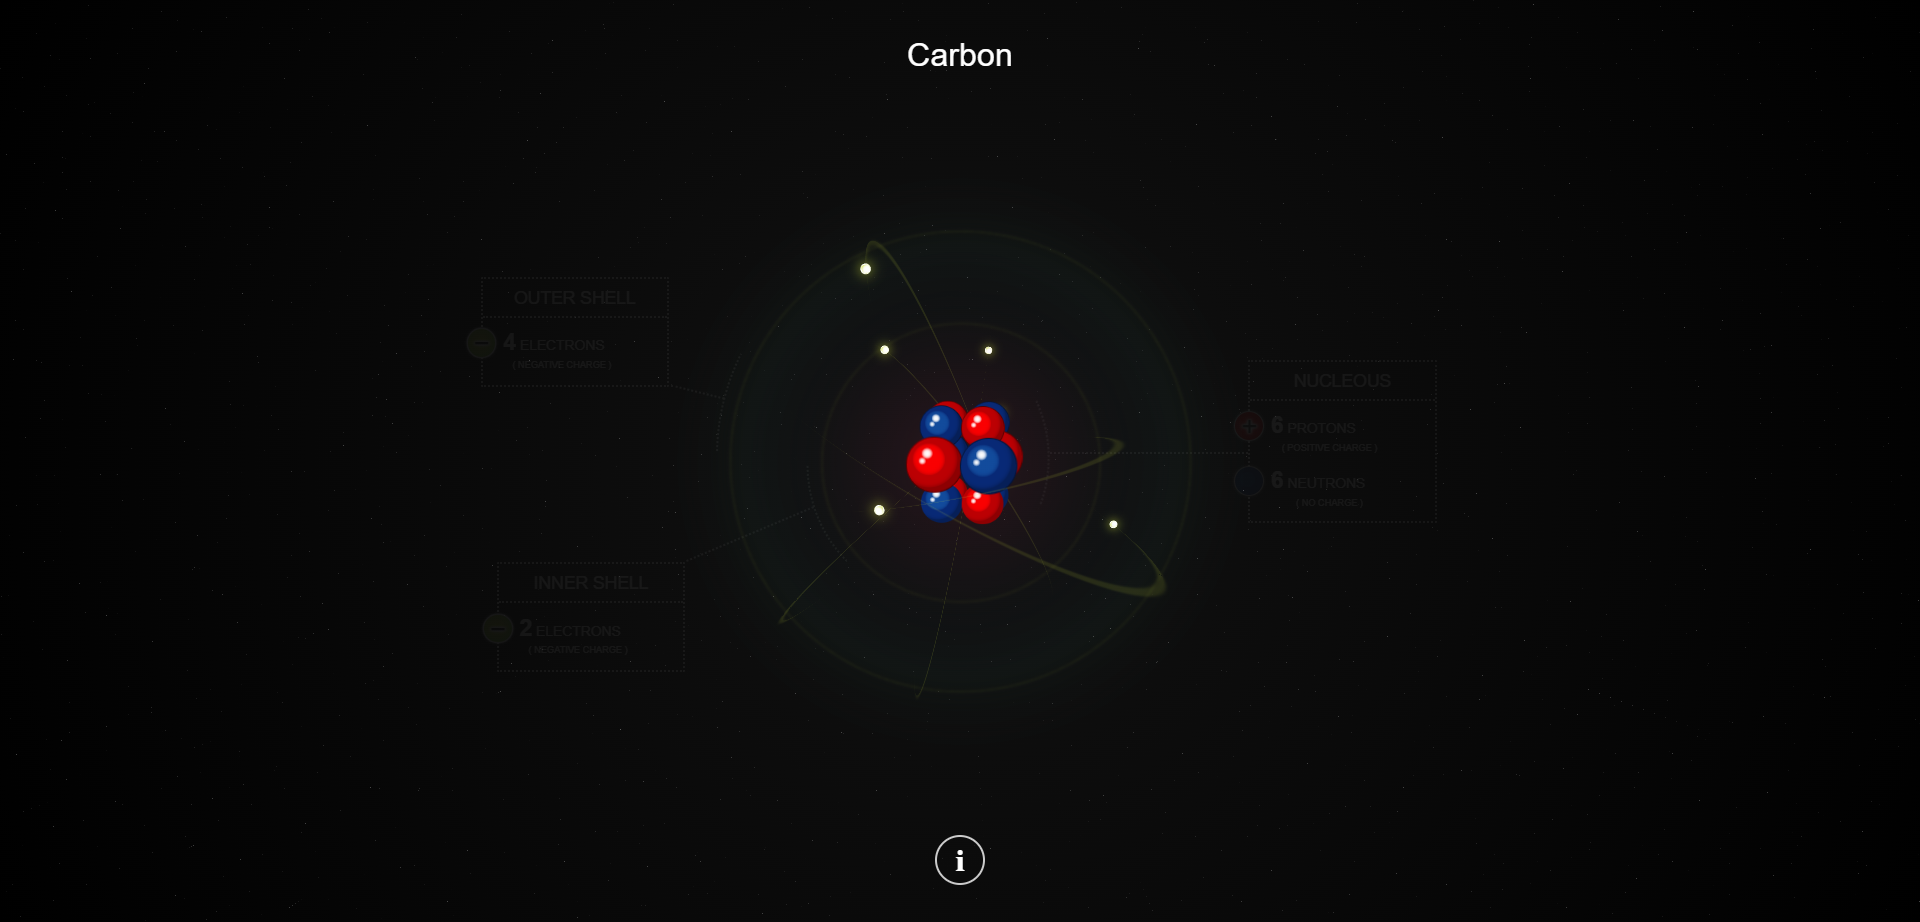 Carbon
OUTER SHELL
4 ELECTRONS
( NEGATIVE CHARGE )
NUCLEOUS
6 PROTONS
( POSITIVE CHARGE )
6 NEUTRONS
( NO CHARGE )
INNER SHELL
2 ELECTRONS
( NEGATIVE CHARGE )
i